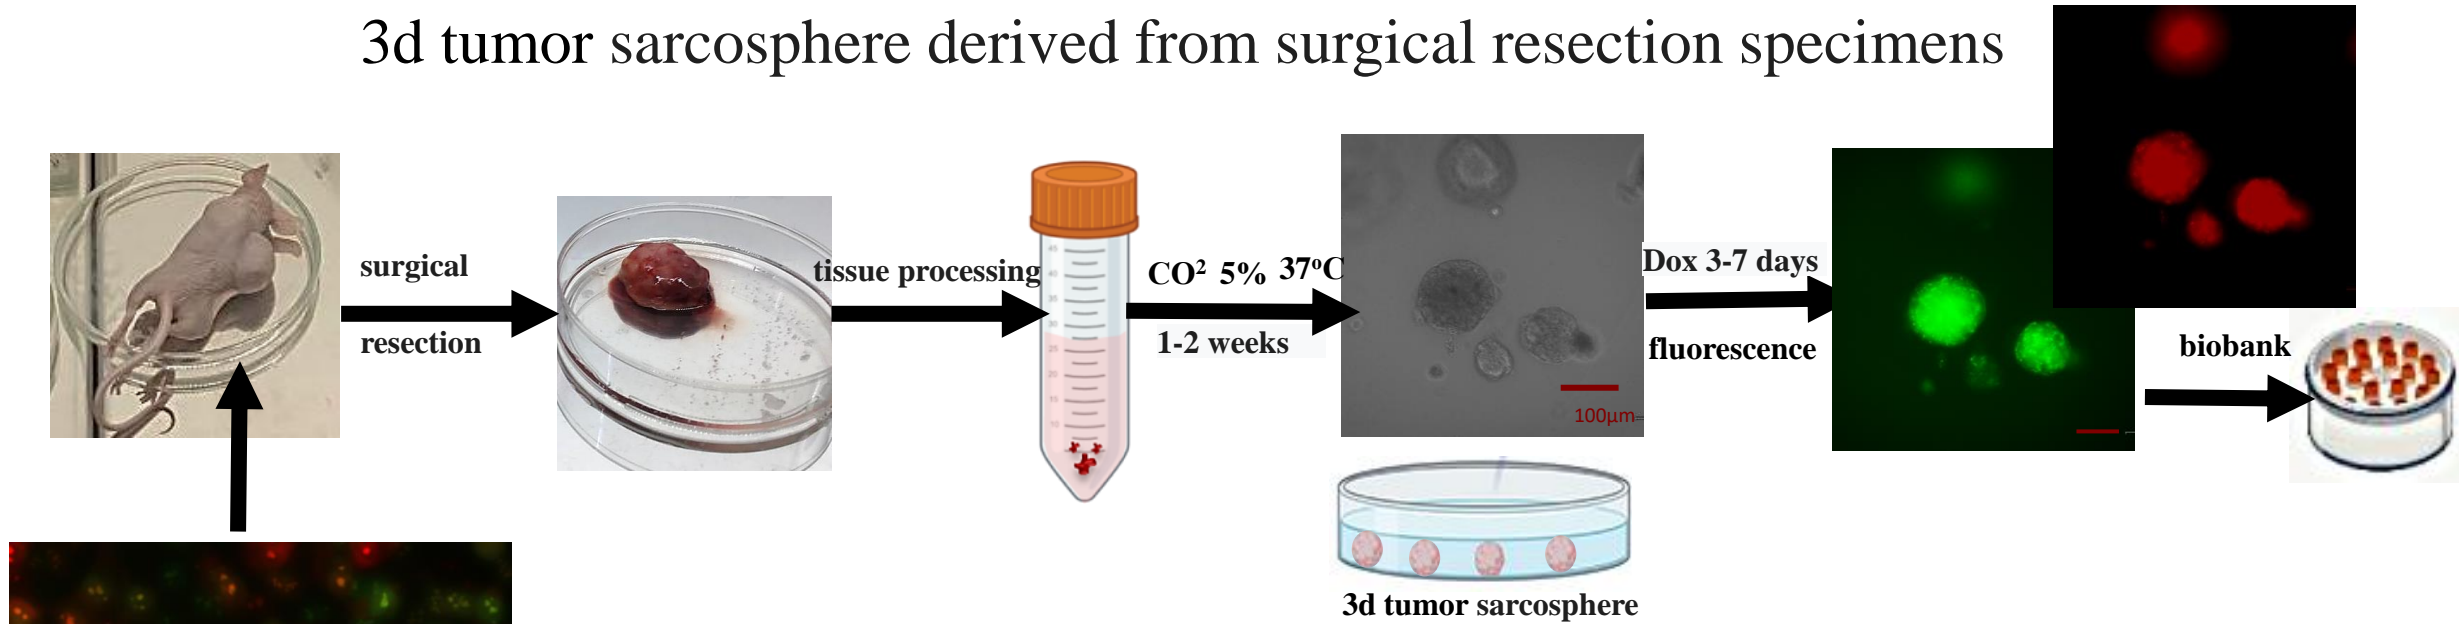 3d tumor sarcosphere derived from surgical resection specimens
surgical
resection
tissue processing
CO² 5% 37ᵒC
1-2 weeks
100µm
Dox 3-7 days
fluorescence
biobank
3d tumor sarcosphere